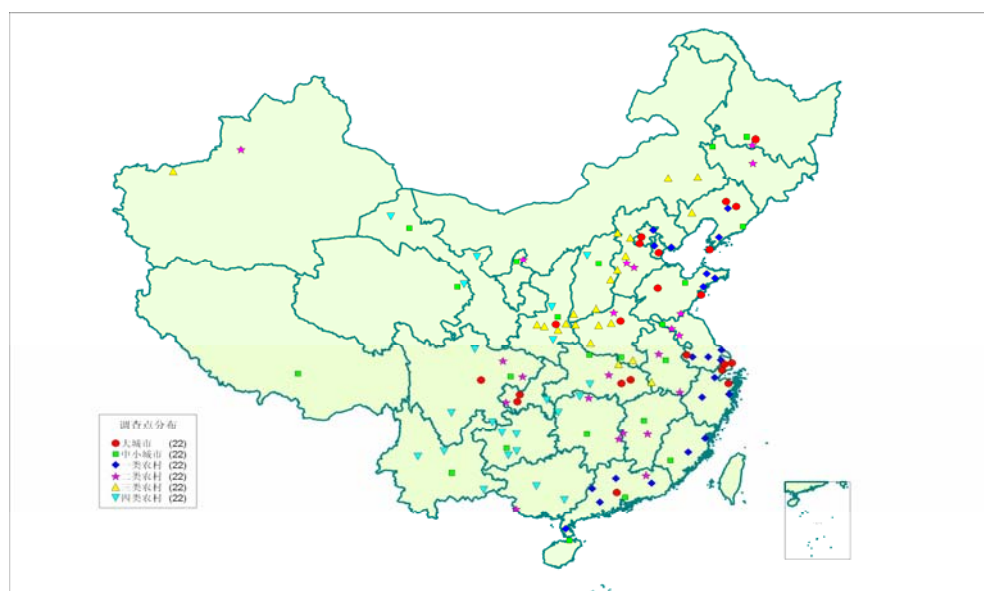 调查点分布
大城市 (22)
中小城市 (22)
一类农村 (22)
二类农村 (22)
三类农村 (22)
四类农村 (22)